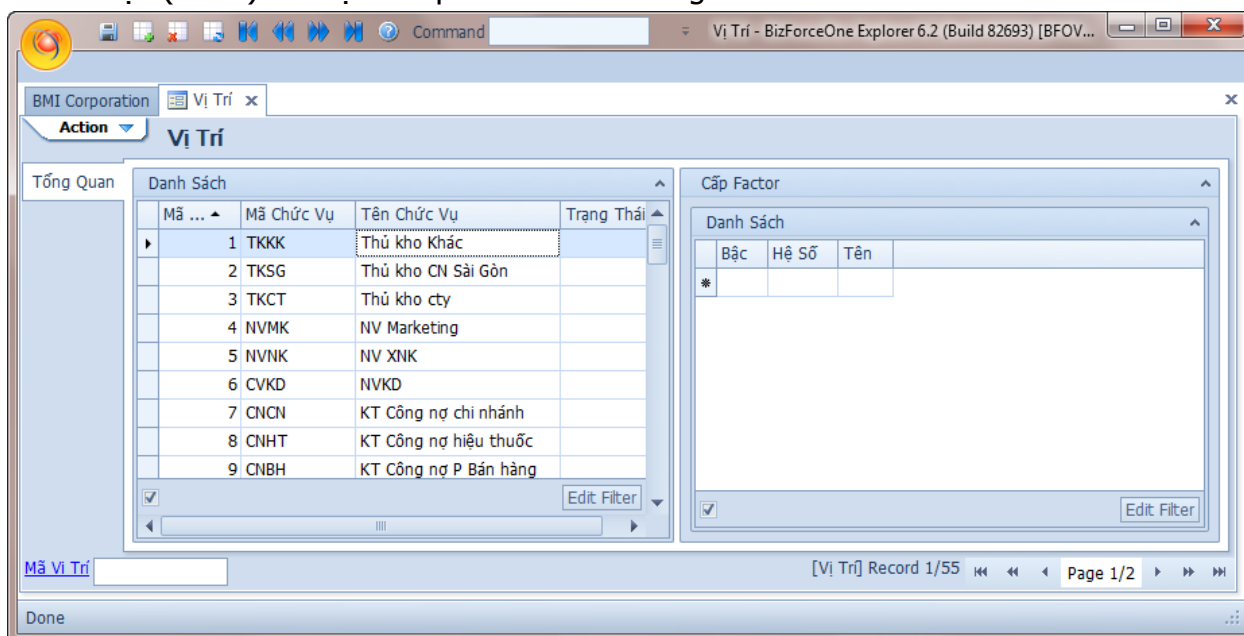 Command
Vị Trí - BizForceOne Explorer 6.2 (Build 82693) [BFOV...
BMI Corporation
Vị Trí
Action
Vị Trí
Tổng Quan
Danh Sách
Mã ... Mã Chức Vụ Tên Chức Vụ Trạng Thái
1 TKKK Thủ kho Khác
2 TKSG Thủ kho CN Sài Gòn
3 TKCT Thủ kho cty
4 NVMK NV Marketing
5 NVNK NV XNK
6 CVKD NVKD
7 CNCN KT Công nợ chi nhánh
8 CNHT KT Công nợ hiệu thuốc
9 CNBH KT Công nợ P Bán hàng
Edit Filter
Cấp Factor
Danh Sách
Bậc Hệ Số Tên
Edit Filter
Mã Vi Trí
[Vị Trí] Record 1/55 Page 1/2
Done